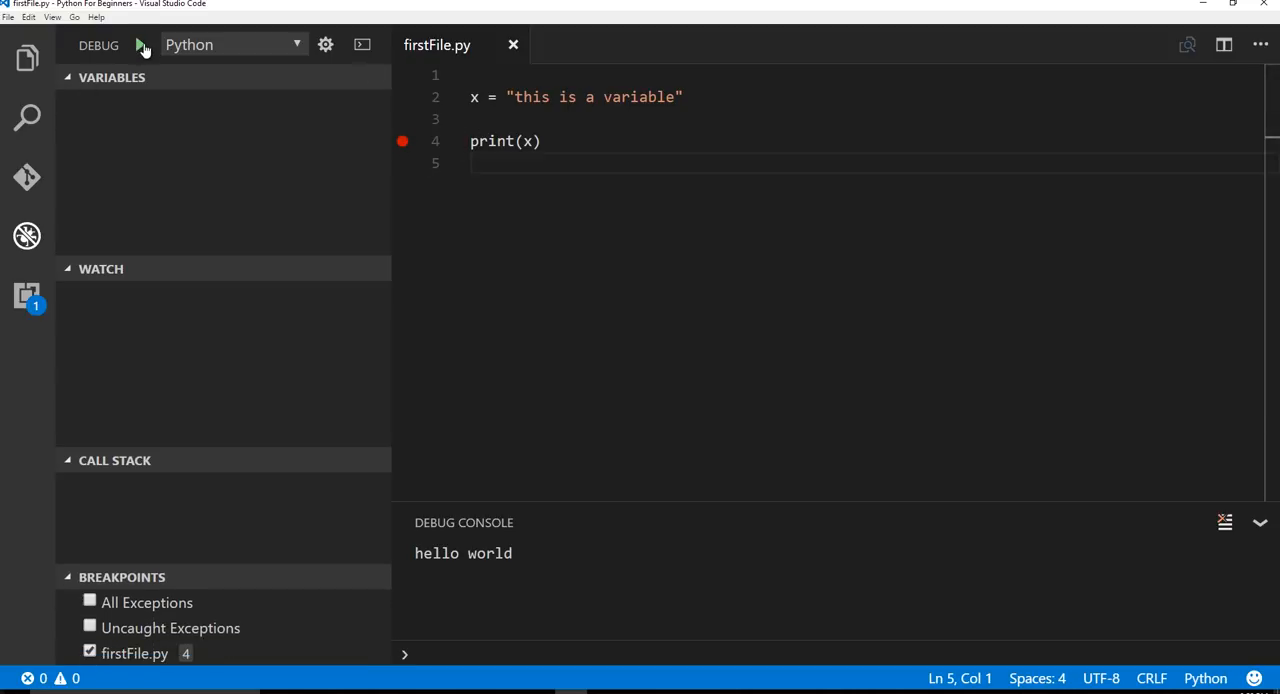 firstFile.py - Python For Beginners - Visual Studio Code
File Edit View Go Help
DEBUG Python
firstFile.py
VARIABLES
1
2 x = "this is a variable"
3
4 print(x)
5
WATCH
1
CALL STACK
DEBUG CONSOLE
hello world
BREAKPOINTS
All Exceptions
Uncaught Exceptions
firstFile.py 4
0 0 Ln 5, Col 1 Spaces: 4 UTF-8 CRLF Python